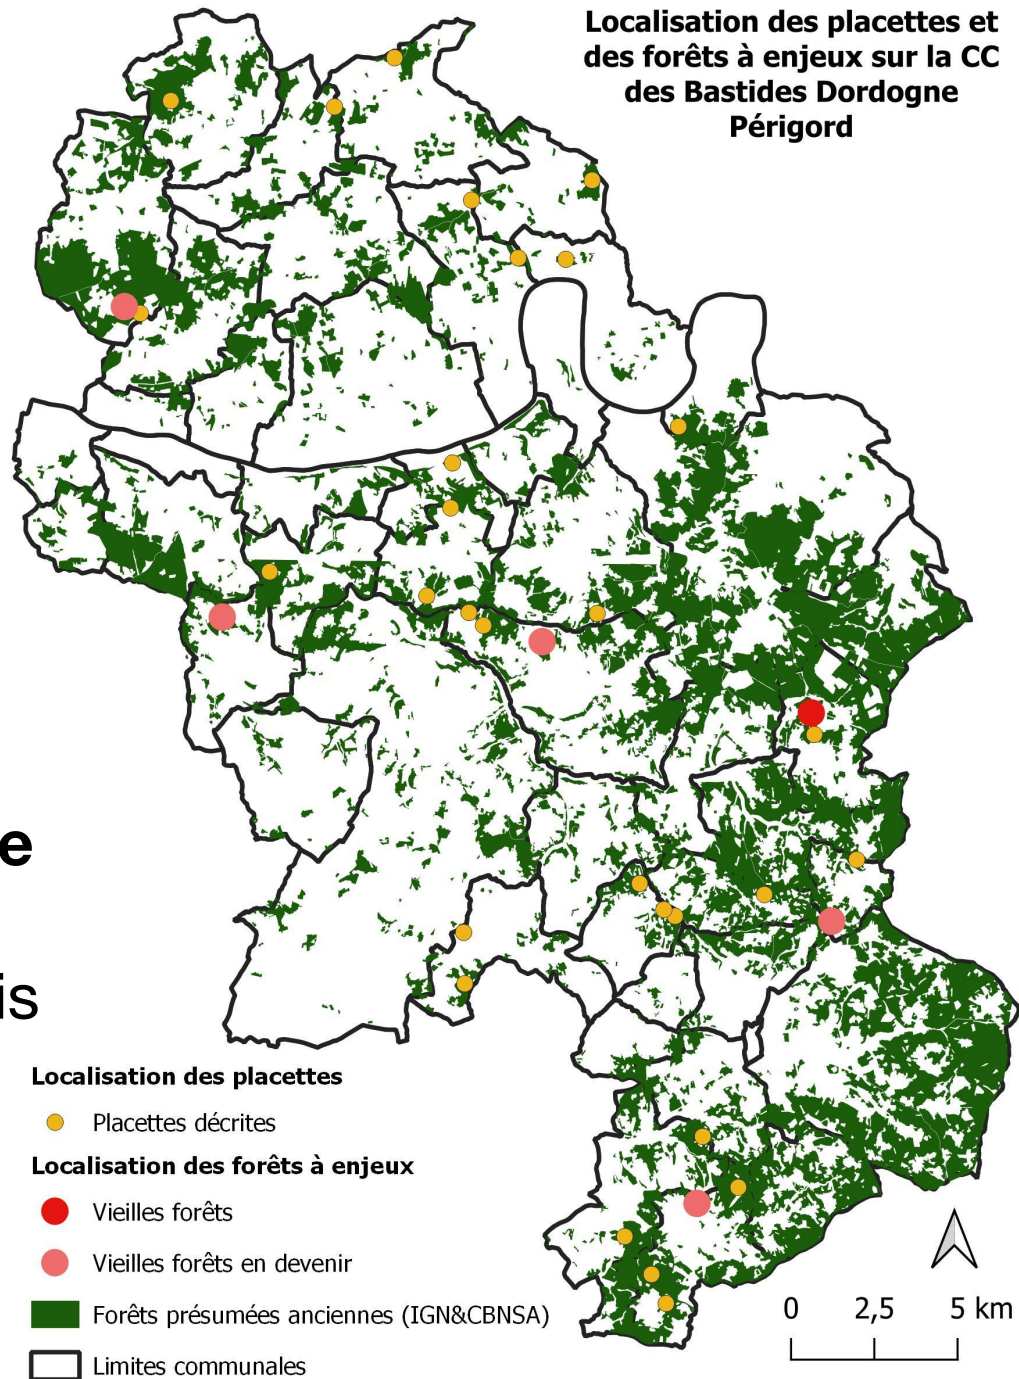 Localisation des placettes et
des forêts à enjeux sur la CC
des Bastides Dordogne
Périgord
e
is
Localisation des placettes
Placettes décrites
Localisation des forêts à enjeux
Vieilles forêts
Vieilles forêts en devenir
Forêts présumées anciennes (IGN&CBNSA)
Limites communales
0 2,5 5 km